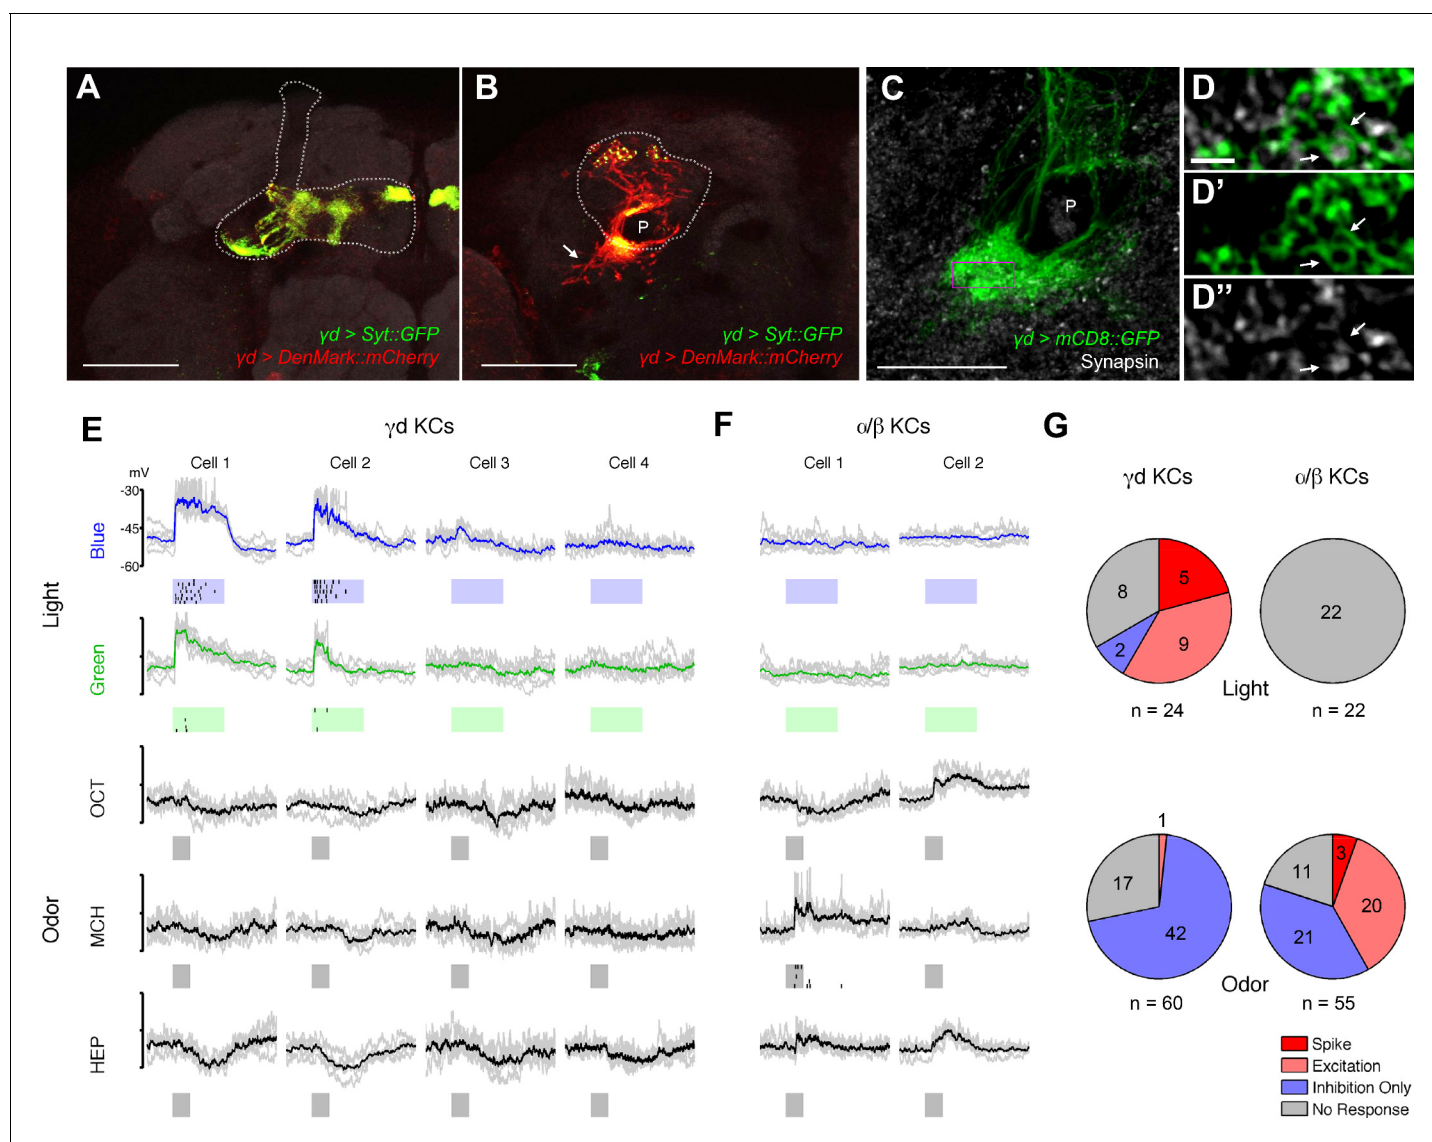 A
B
C
D
D'
D''
P
P
γd > Syt::GFP
γd > DenMark::mCherry
γd > Syt::GFP
γd > DenMark::mCherry
γd > mCD8::GFP
Synapsin
E
γd KCs
F
α/β KCs
G
mV
Cell 1
Cell 2
Cell 3
Cell 4
Cell 1
Cell 2
γd KCs
α/β KCs
-30
-45
-60
Light
Blue
Green
Odor
OCT
MCH
HEP
8
5
2
9
22
Light
n = 24
n = 22
1
17
42
3
11
20
21
Odor
n = 60
n = 55
Spike
Excitation
Inhibition Only
No Response